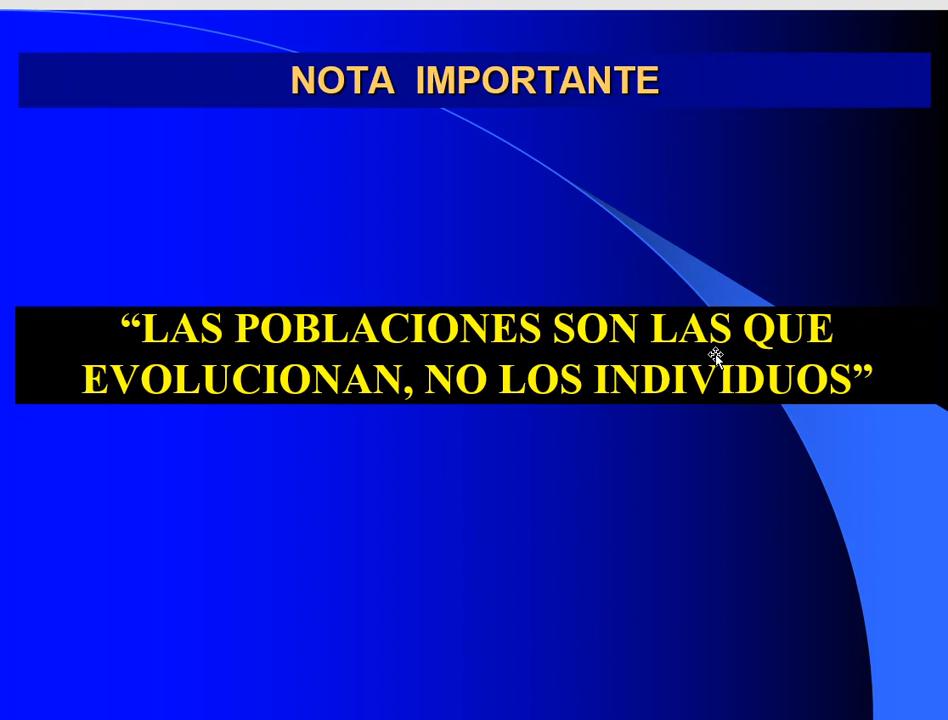 NOTA IMPORTANTE
“LAS POBLACIONES SON LAS QUE
EVOLUCIONAN, NO LOS INDIVIDUOS”